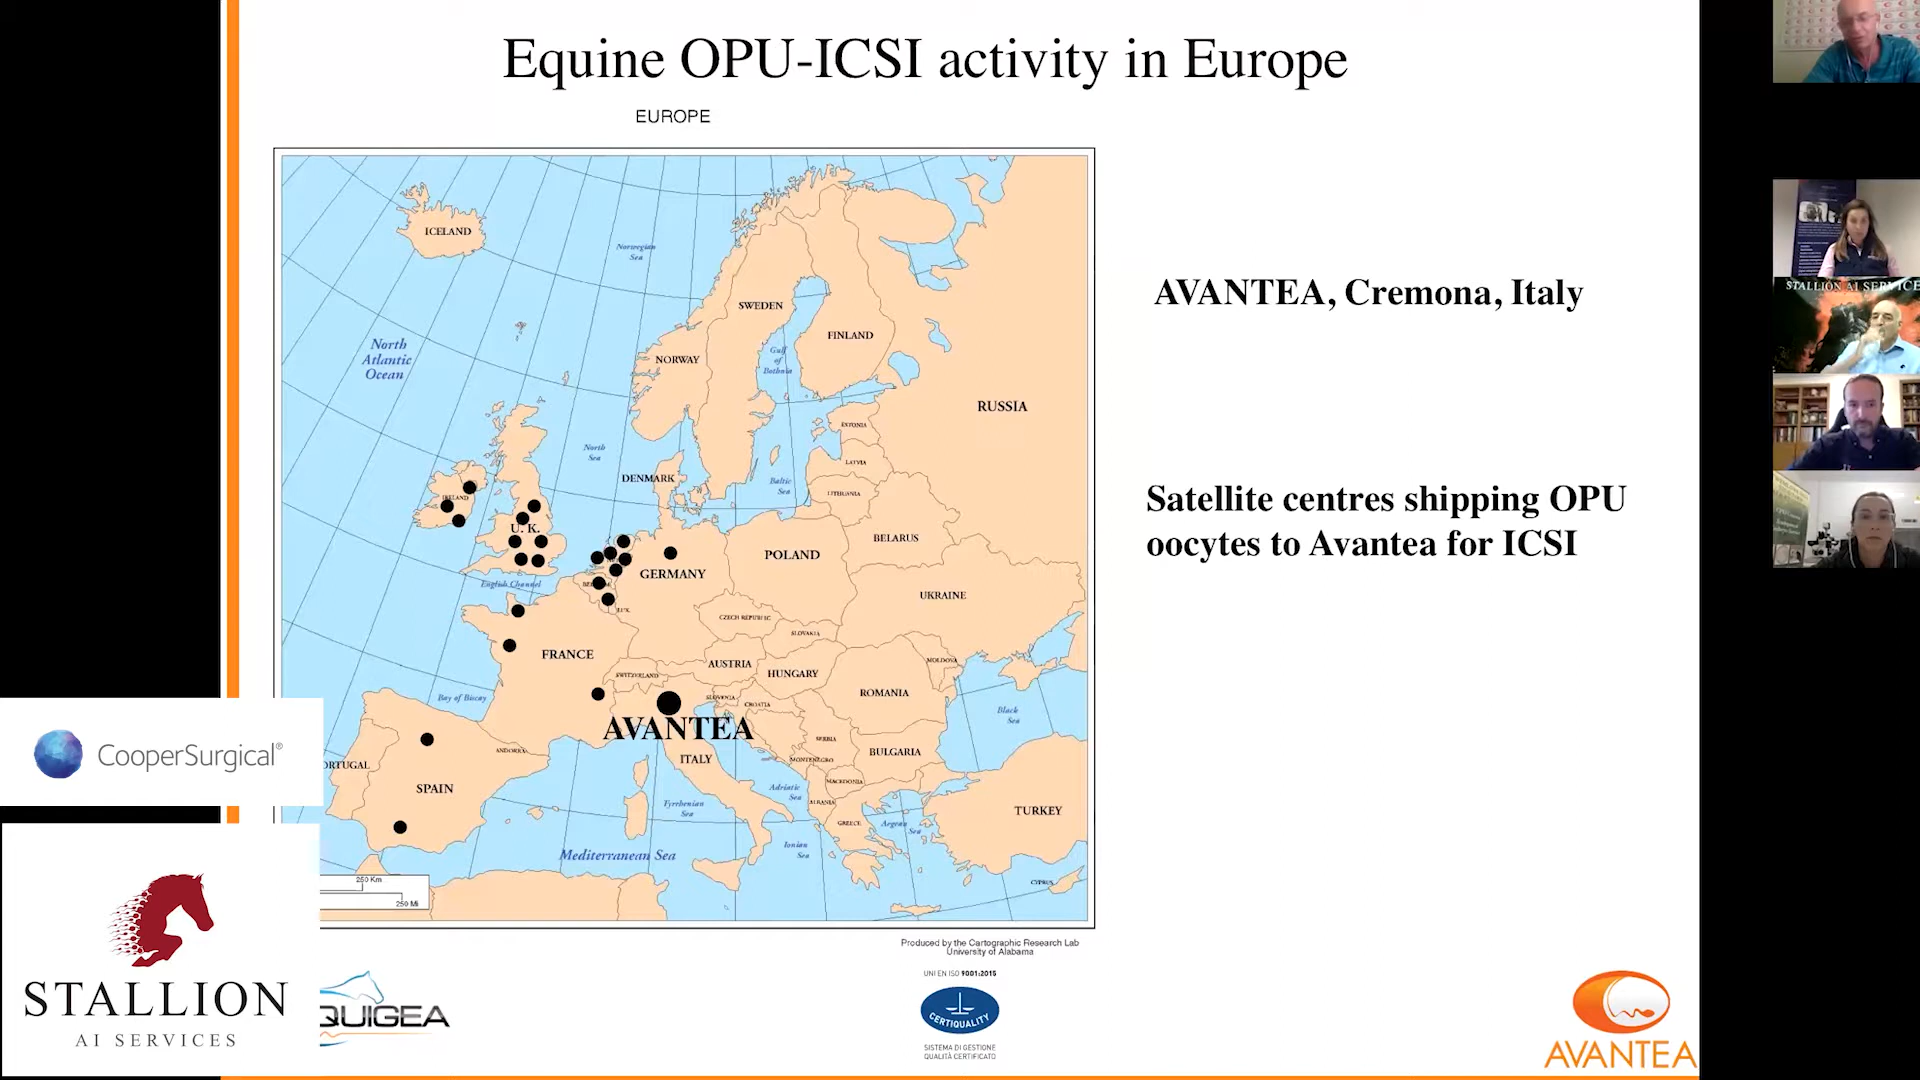 Equine OPU-ICSI activity in Europe
EUROPE
ICELAND
Norwegian
Sea
SWEDEN
FINLAND
NORWAY
Gulf
of
Bothnia
North
Atlantic
Ocean
RUSSIA
ESTONIA
North
Sea
LATVIA
DENMARK
Baltic
Sea
LITHUANIA
IRELAND
U. K.
BELARUS
POLAND
GERMANY
English Channel
LUX.
UKRAINE
CZECH REPUBLIC
SLOVAKIA
FRANCE
AUSTRIA
MOLDOVA
SWITZERLAND
HUNGARY
ROMANIA
Bay of Biscay
SLOVENIA
CROATIA
Black
Sea
AVANTEA
SERBIA
ANDORRA
BULGARIA
ITALY
MONTENEGRO
ORTUGAL
MACEDONIA
SPAIN
Adriatic
Sea
ALBANIA
Tyrrhenian
Sea
TURKEY
GREECE
Aegean
Sea
Ionian
Sea
Mediterranean Sea
CYPRUS
250 Km
250 Mi
Produced by the Cartographic Research Lab
University of Alabama
AVANTEA, Cremona, Italy
Satellite centres shipping OPU
oocytes to Avantea for ICSI
CooperSurgical®
STALLION
AI SERVICES
QUIGEA
UNI EN ISO 9001:2015
CERTIQUALITY
SISTEMA DI GESTIONE
QUALITÀ CERTIFICATO
AVANTEA
STALLION AI SERVICE